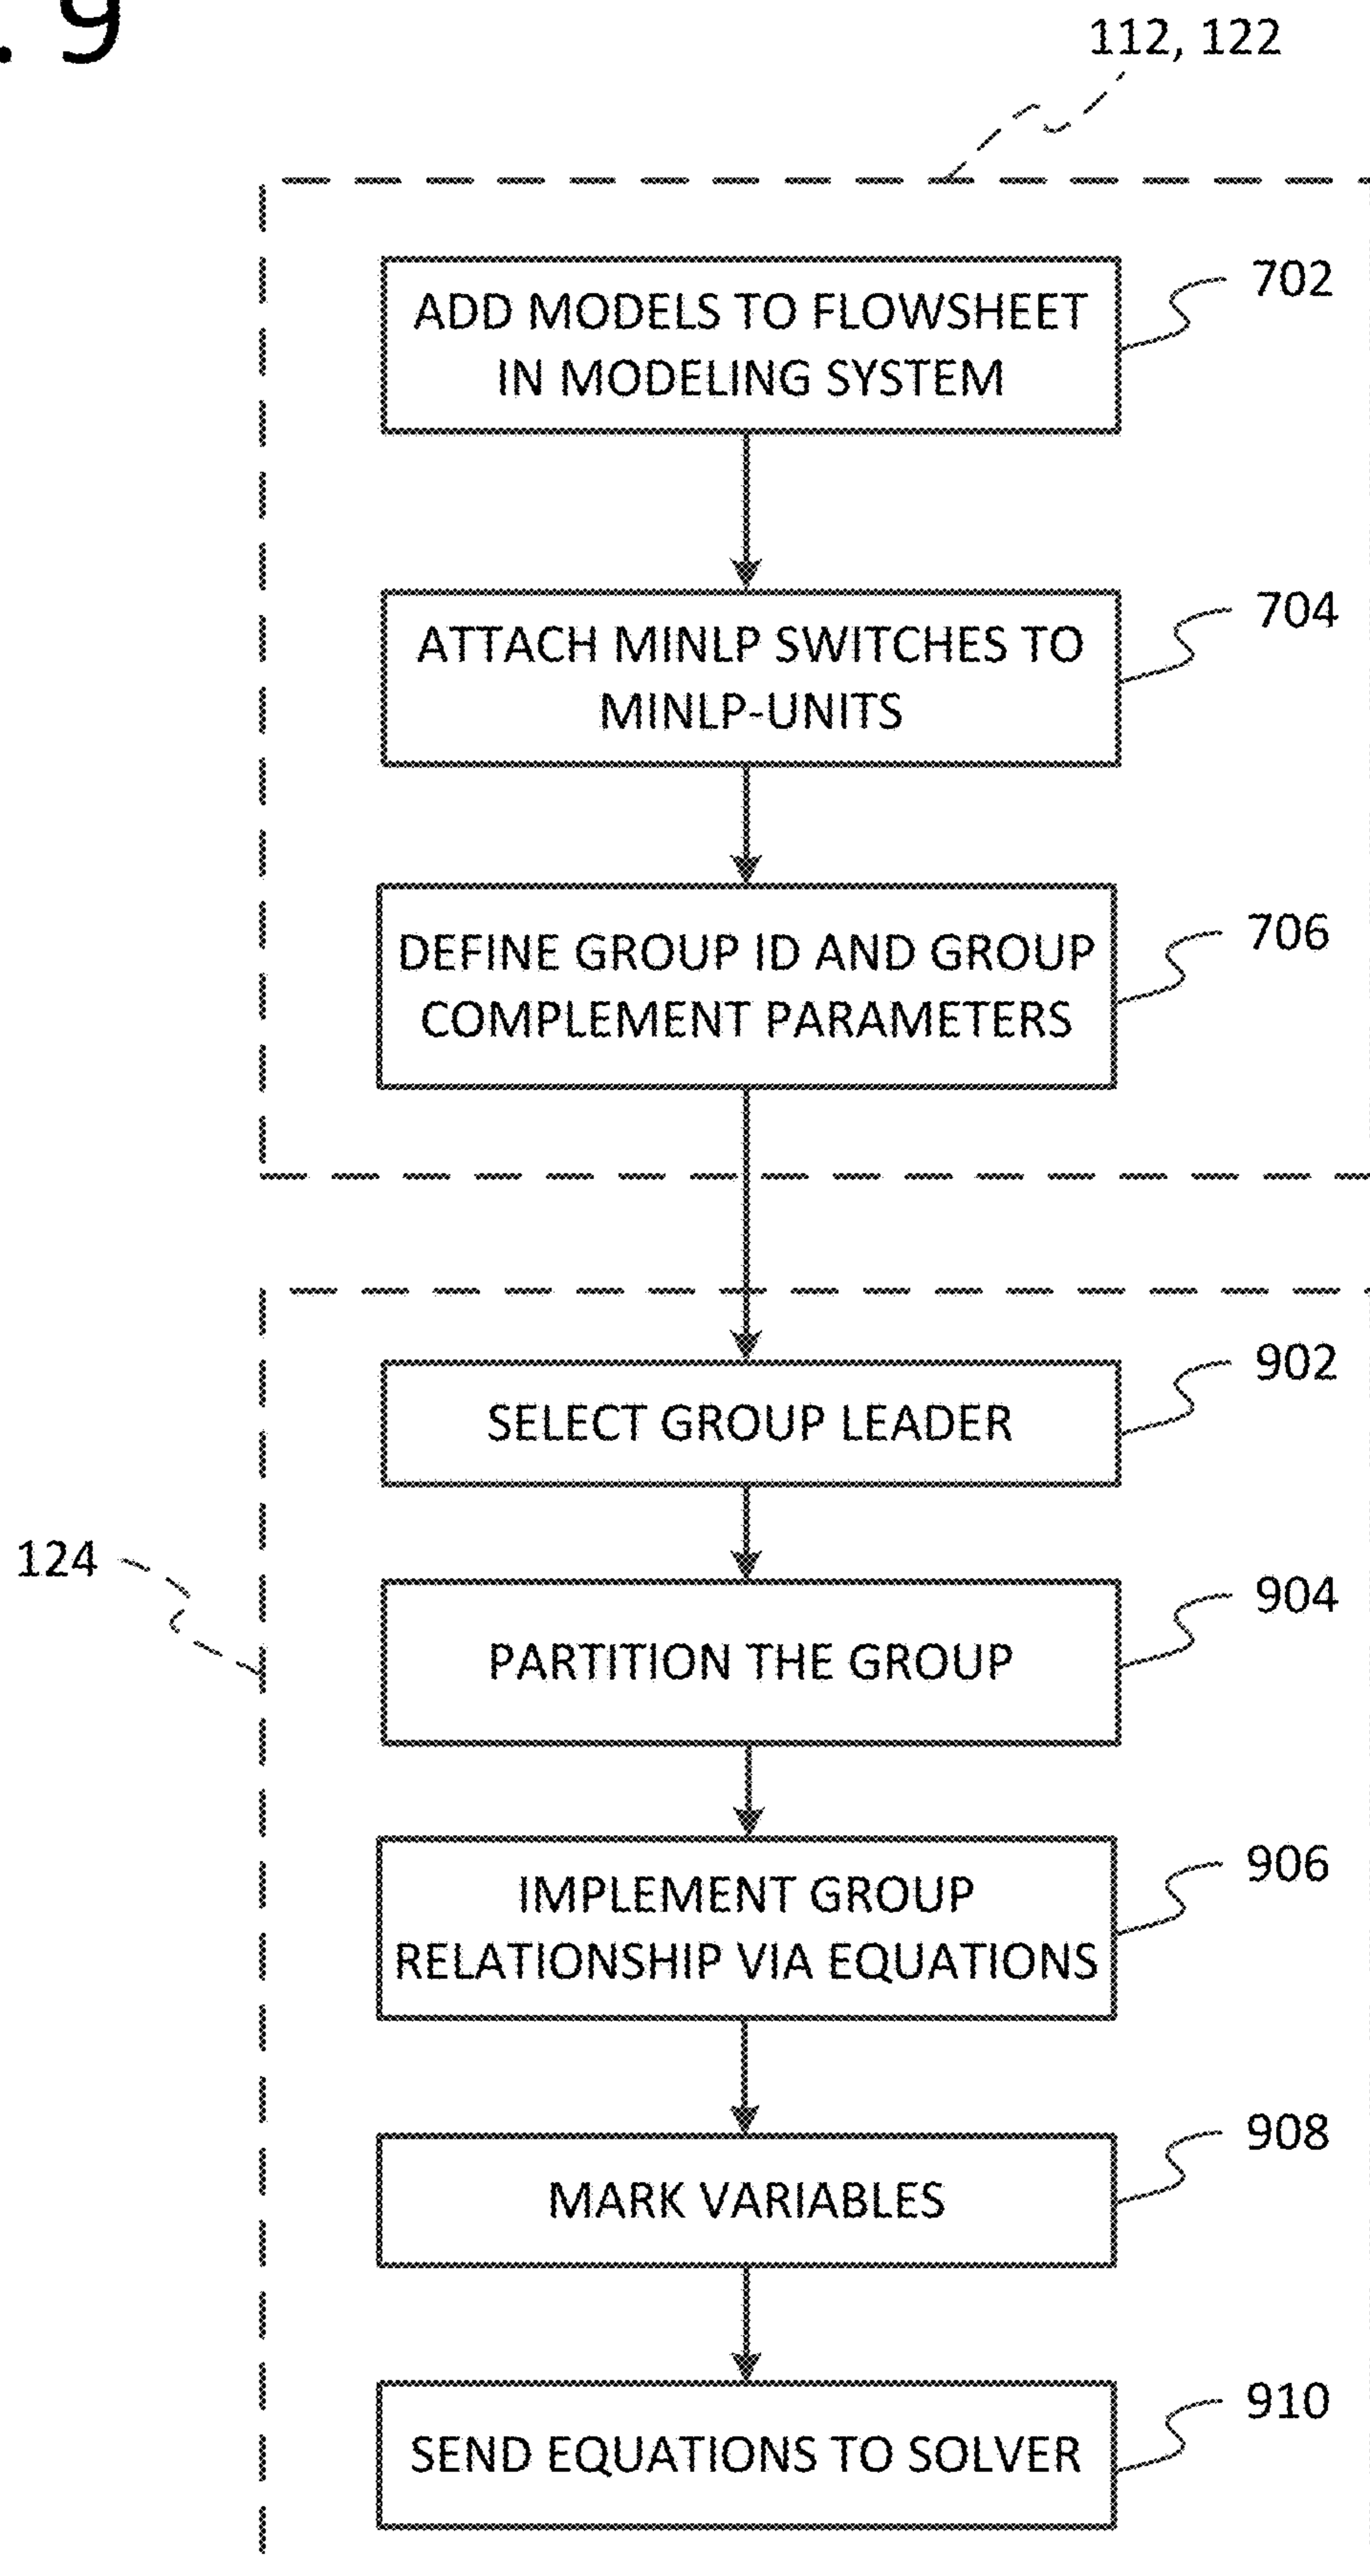 . 9
112, 122
ADD MODELS TO FLOWSHEET
IN MODELING SYSTEM
702
ATTACH MINLP SWITCHES TO
MINLP-UNITS
704
DEFINE GROUP ID AND GROUP
COMPLEMENT PARAMETERS
706
SELECT GROUP LEADER
902
124
PARTITION THE GROUP
904
IMPLEMENT GROUP
RELATIONSHIP VIA EQUATIONS
906
MARK VARIABLES
908
SEND EQUATIONS TO SOLVER
910